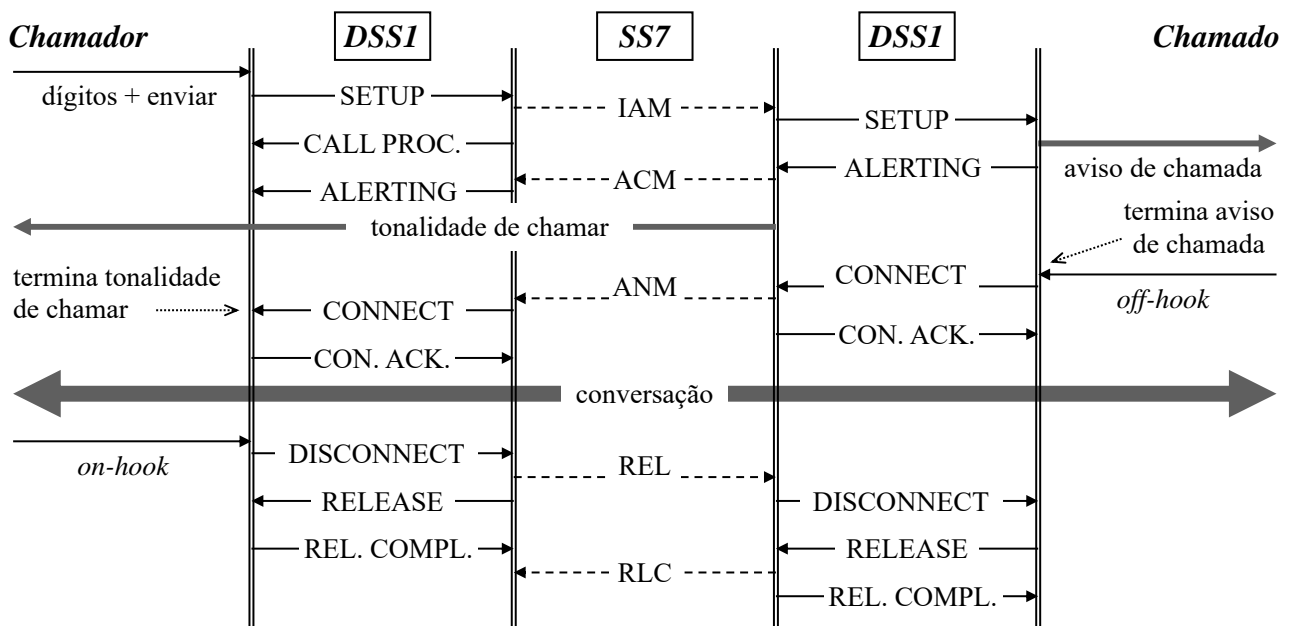 Chamador
DSS1
SS7
DSS1
Chamado
dígitos + enviar
SETUP
IAM
SETUP
CALL PROC.
ALERTING
aviso de chamada
ACM
ALERTING
tonalidade de chamar
termina aviso
de chamada
termina tonalidade
de chamar
CONNECT
ANM
CONNECT
off-hook
CON. ACK.
CON. ACK.
conversação
on-hook
DISCONNECT
REL
RELEASE
DISCONNECT
REL. COMPL.
RELEASE
RLC
REL. COMPL.